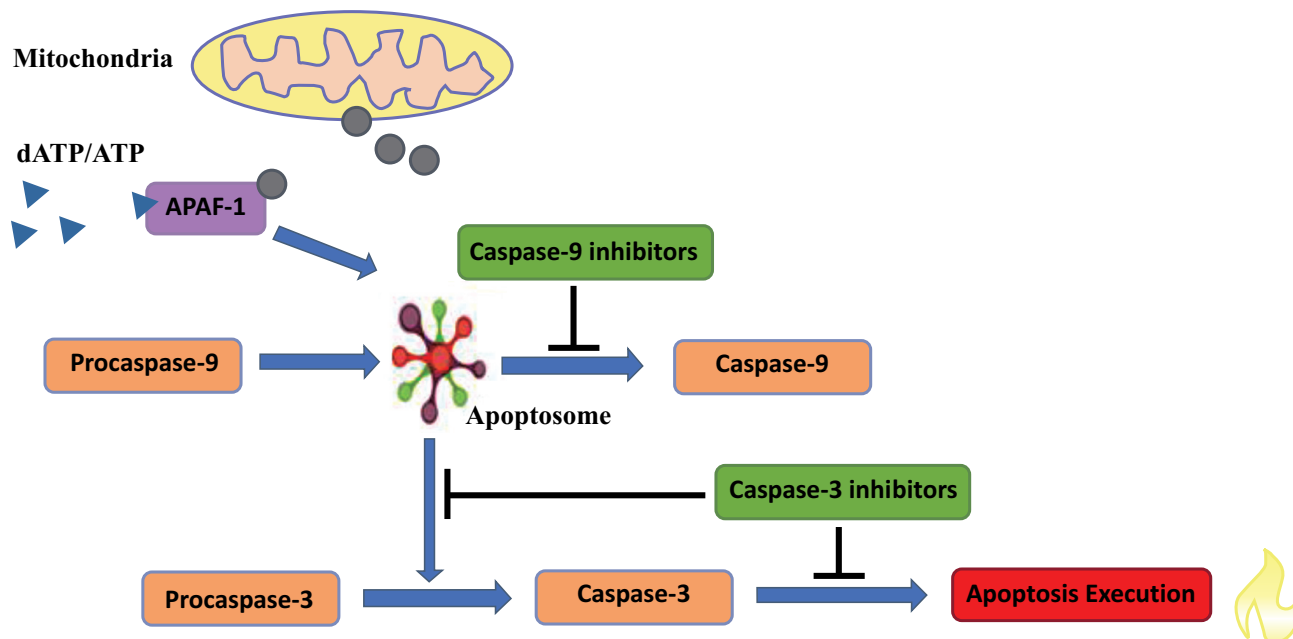 Mitochondria
dATP/ATP
APAF-1
Caspase-9 inhibitors
Procaspase-9
Caspase-9
Apoptosome
Caspase-3 inhibitors
Procaspase-3
Caspase-3
Apoptosis Execution